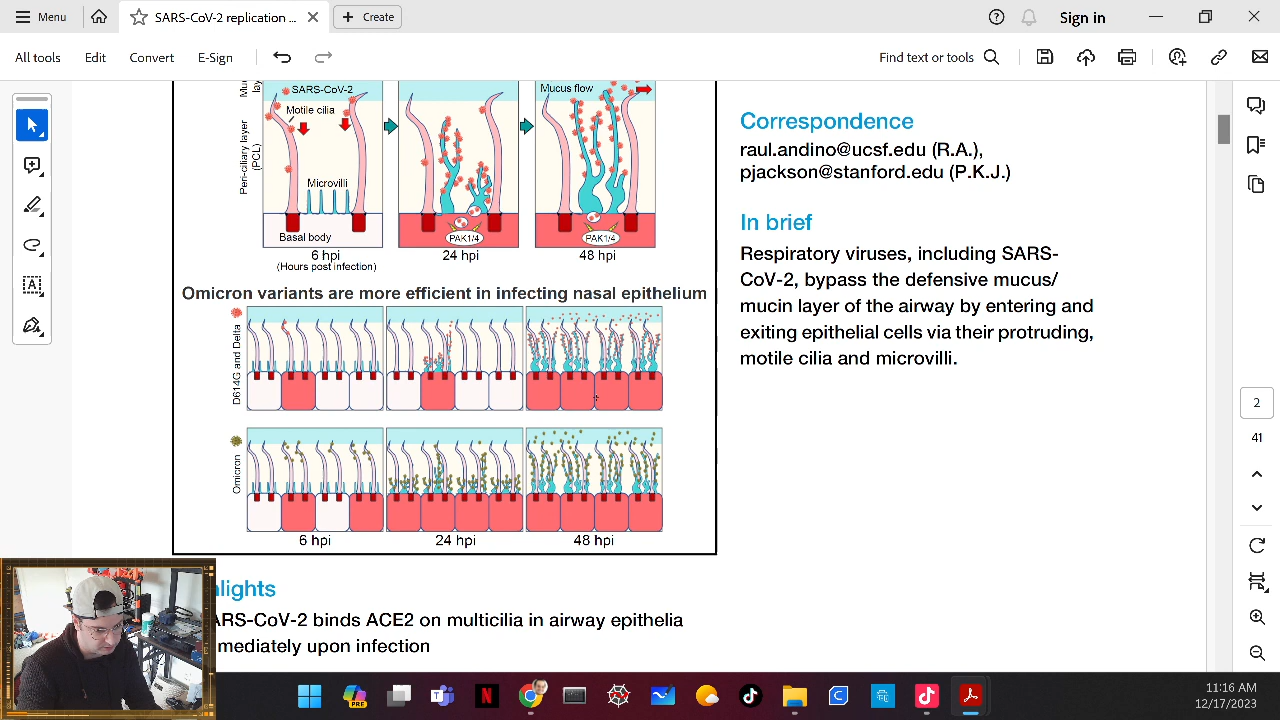 Menu
SARS-CoV-2 replication ...
Create
Sign in
All tools
Edit
Convert
E-Sign
Find text or tools
SARS-CoV-2
Motile cilia
Peri-ciliary layer
(PCL)
Microvilli
Basal body
6 hpi
(Hours post infection)
PAK1/4
24 hpi
Mucus flow
PAK1/4
48 hpi
Omicron variants are more efficient in infecting nasal epithelium
D614G and Delta
Omicron
6 hpi
24 hpi
48 hpi
lights
ARS-CoV-2 binds ACE2 on multicilia in airway epithelia
mediately upon infection
Correspondence
raul.andino@ucsf.edu (R.A.),
pjackson@stanford.edu (P.K.J.)
In brief
Respiratory viruses, including SARS-
CoV-2, bypass the defensive mucus/
mucin layer of the airway by entering and
exiting epithelial cells via their protruding,
motile cilia and microvilli.
2
41
PRE
11:16 AM
12/17/2023